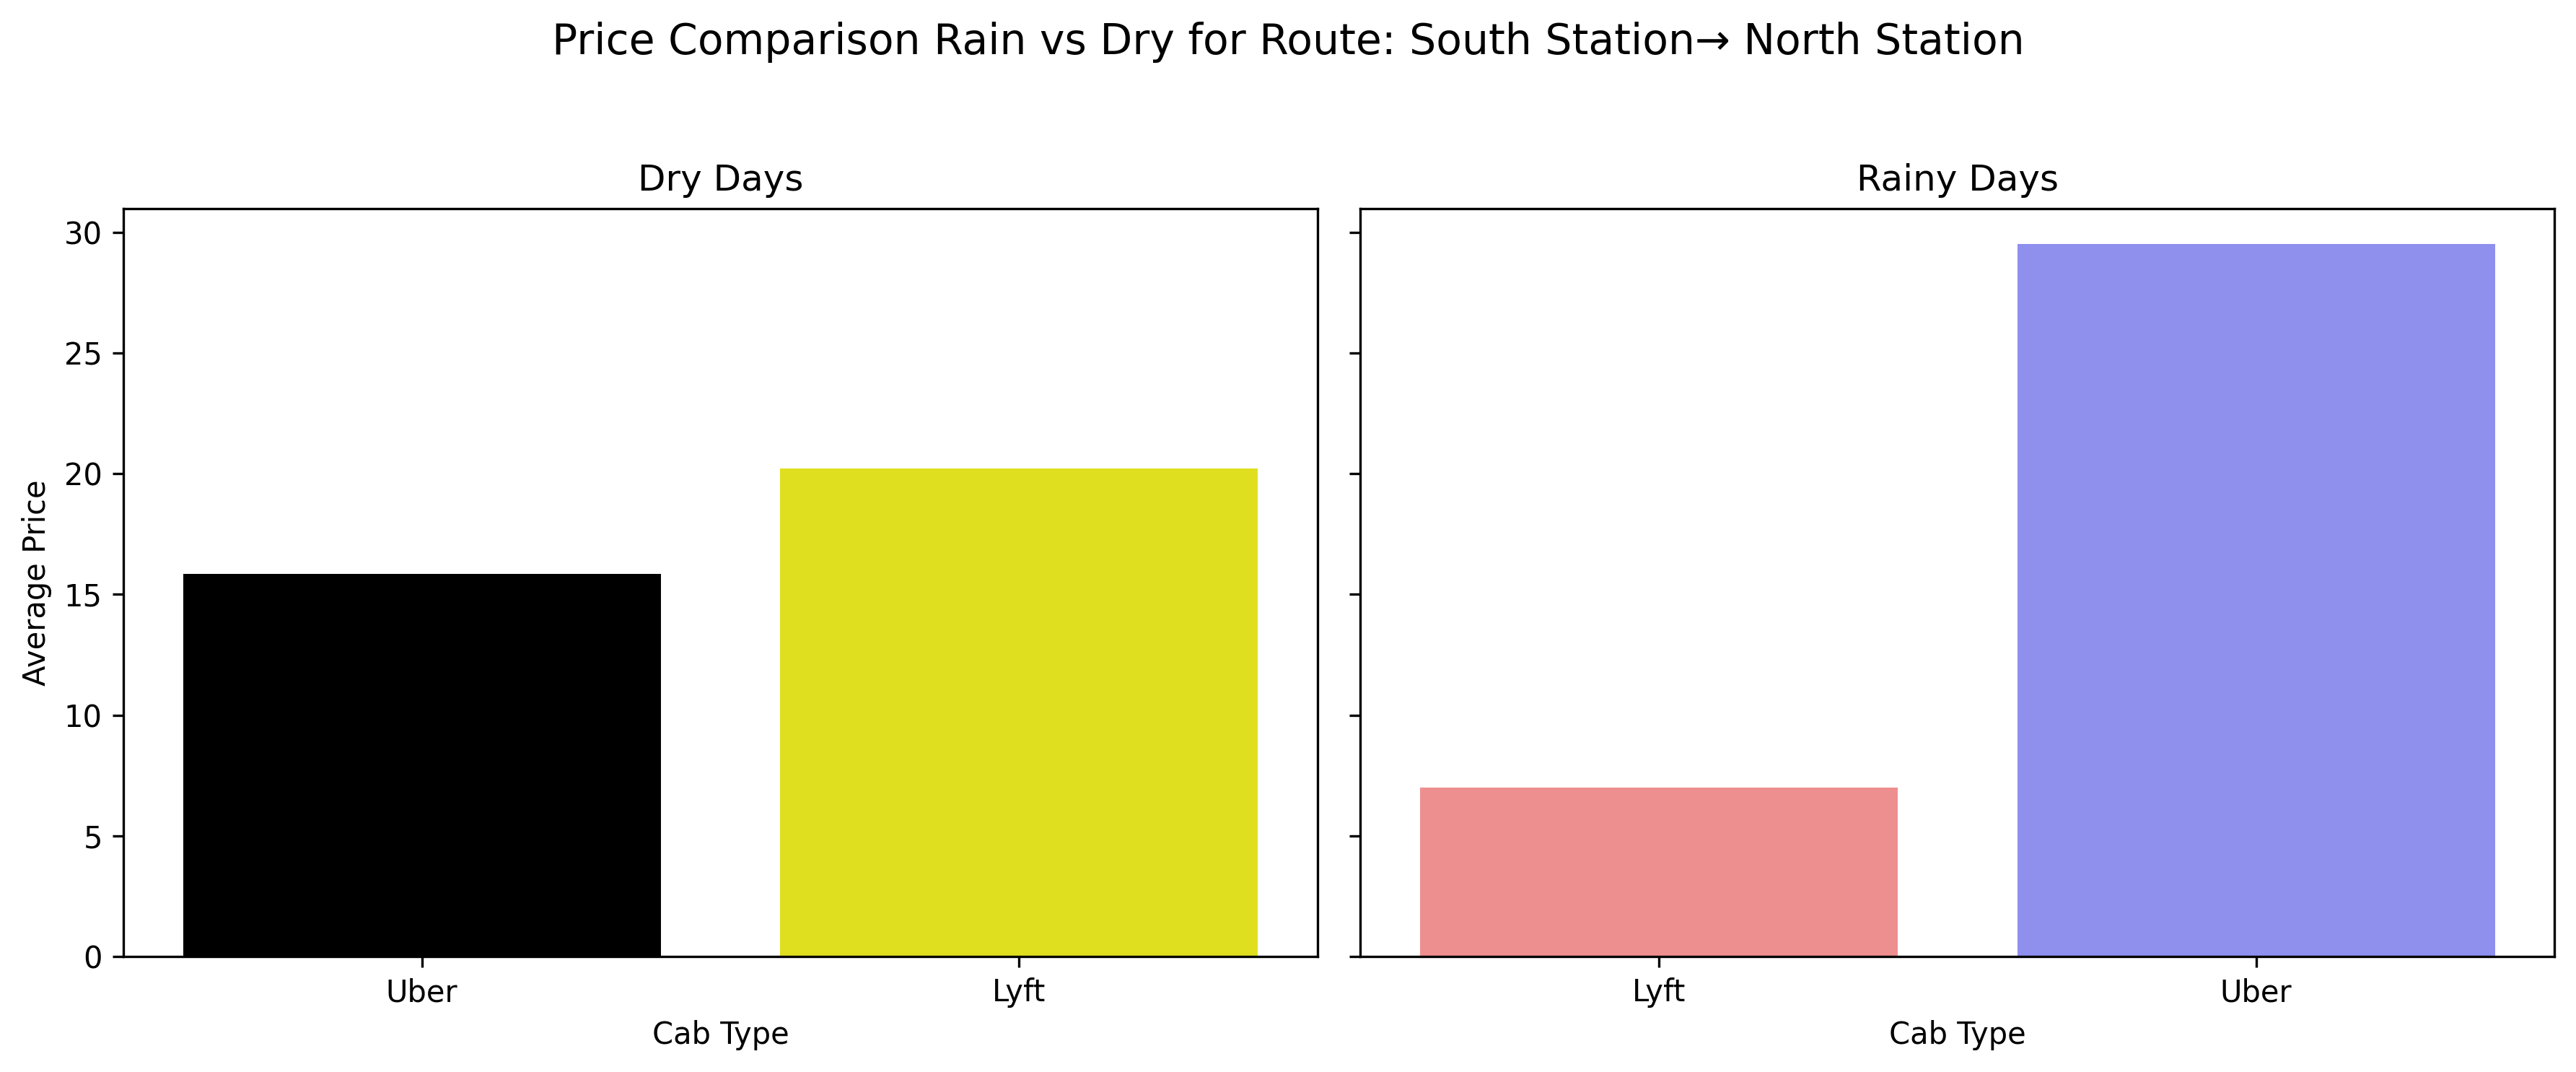 Price Comparison Rain vs Dry for Route: South Station→ North Station
Dry Days
Average Price
30
25
20
15
10
5
0
Uber
Lyft
Cab Type
Rainy Days
Lyft
Uber
Cab Type